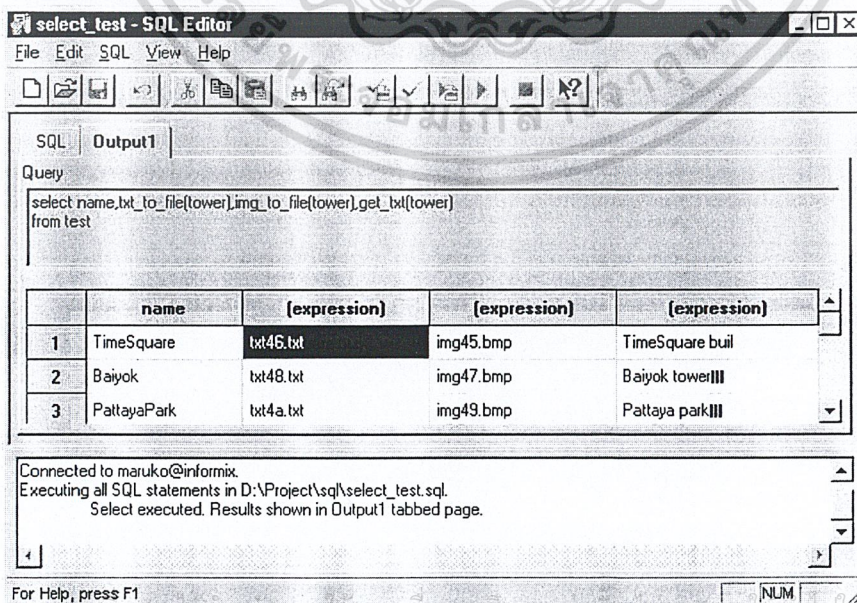 select_test - SQL Editor
File Edit SQL View Help
SQL Output1
Query
select name,txt_to_file(tower),img_to_file(tower),get_txt(tower)
from test
name (expression) (expression) (expression)
1 TimeSquare txt46.txt img45.bmp TimeSquare buil
2 Baiyok txt48.txt img47.bmp Baiyok tower
3 PattayaPark txt4a.txt img49.bmp Pattaya park
Connected to maruko@informix.
Executing all SQL statements in D:\Project\sql\select_test.sql.
Select executed. Results shown in Output1 tabbed page.
For Help, press F1 NUM